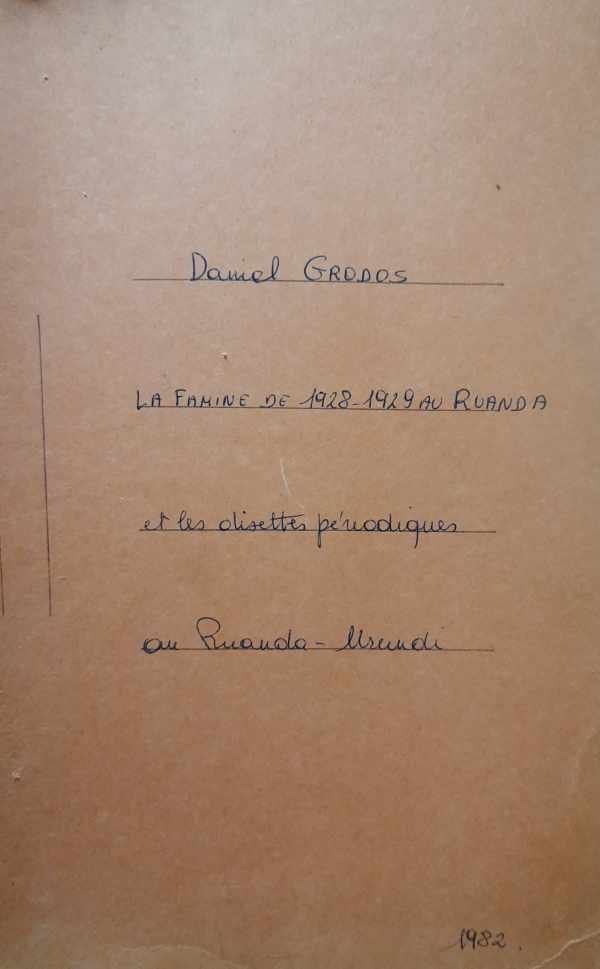 Daniel GRODOS
LA FAMINE DE 1928-1929 AU RUANDA
et les disettes périodiques
au Ruanda-Urundi
1982.